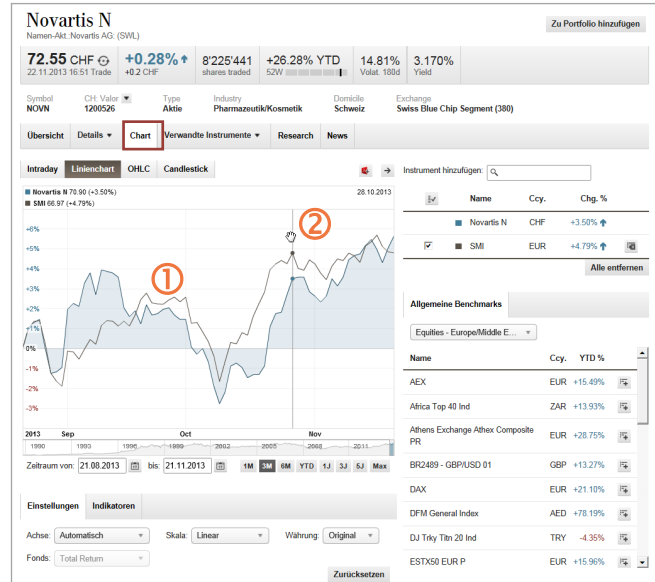 Novartis N
Namen-Akt. Novartis AG: (SWL)
Zu Portfolio hinzufügen
72.55 CHF +0.28% 8'225'441 +26.28% YTD 14.81% 3.170%
22.11.2013 16:51 Trade +0.2 CHF shares traded 52W Volat. 180d Yield
Symbol CH: Valor Type Industry Domicile Exchange
NOVN 1200526 Aktie Pharmazeutik/Kosmetik Schweiz Swiss Blue Chip Segment (380)
Übersicht Details Chart Verwandte Instrumente Research News
Intraday Linienchart OHLC Candlestick
Novartis N 70.90 (+3.50%) 28.10.2013
SMI 66.97 (+4.79%)
+6%
+5%
+4%
+3%
+2%
+1%
0%
-1%
-2%
-3%
1
2
2013 Sep Oct Nov
1990 1993 1996 1999 2002 2005 2008 2011
Zeitraum von: 21.08.2013 bis: 21.11.2013 1M 3M 6M YTD 1J 3J 5J Max
Einstellungen Indikatoren
Achse: Automatisch Skala: Linear Währung: Original
Fonds: Total Return
Zurücksetzen
Instrument hinzufügen:
Name Ccy. Chg. %
Novartis N CHF +3.50%
SMI EUR +4.79%
Alle entfernen
Allgemeine Benchmarks
Equities - Europe/Middle E...
Name Ccy. YTD %
AEX EUR +15.49%
Africa Top 40 Ind ZAR +13.93%
Athens Exchange Athex Composite
PR EUR +28.75%
BR2489 - GBP/USD 01 GBP +13.27%
DAX EUR +21.10%
DFM General Index AED +78.19%
DJ Trky Titn 20 Ind TRY -4.35%
ESTX50 EUR P EUR +15.96%